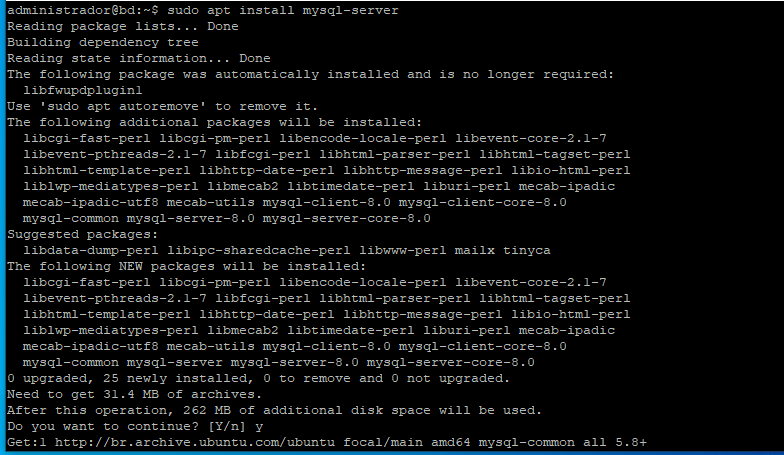 administrador@bd:~$ sudo apt install mysql-server
Reading package lists... Done
Building dependency tree
Reading state information... Done
The following package was automatically installed and is no longer required:
  libfwupdplugin1
Use 'sudo apt autoremove' to remove it.
The following additional packages will be installed:
  libcgi-fast-perl libcgi-pm-perl libencode-locale-perl libevent-core-2.1-7
  libevent-pthreads-2.1-7 libfcgi-perl libhtml-parser-perl libhtml-tagset-perl
  libhtml-template-perl libhttp-date-perl libhttp-message-perl libio-html-perl
  liblwp-mediatypes-perl libmecab2 libtimedate-perl liburi-perl mecab-ipadic
  mecab-ipadic-utf8 mecab-utils mysql-client-8.0 mysql-client-core-8.0
  mysql-common mysql-server-8.0 mysql-server-core-8.0
Suggested packages:
  libdata-dump-perl libipc-sharedcache-perl libwww-perl mailx tinyca
The following NEW packages will be installed:
  libcgi-fast-perl libcgi-pm-perl libencode-locale-perl libevent-core-2.1-7
  libevent-pthreads-2.1-7 libfcgi-perl libhtml-parser-perl libhtml-tagset-perl
  libhtml-template-perl libhttp-date-perl libhttp-message-perl libio-html-perl
  liblwp-mediatypes-perl libmecab2 libtimedate-perl liburi-perl mecab-ipadic
  mecab-ipadic-utf8 mecab-utils mysql-client-8.0 mysql-client-core-8.0
  mysql-common mysql-server mysql-server-8.0 mysql-server-core-8.0
0 upgraded, 25 newly installed, 0 to remove and 0 not upgraded.
Need to get 31.4 MB of archives.
After this operation, 262 MB of additional disk space will be used.
Do you want to continue? [Y/n] y
Get:1 http://br.archive.ubuntu.com/ubuntu focal/main amd64 mysql-common all 5.8+